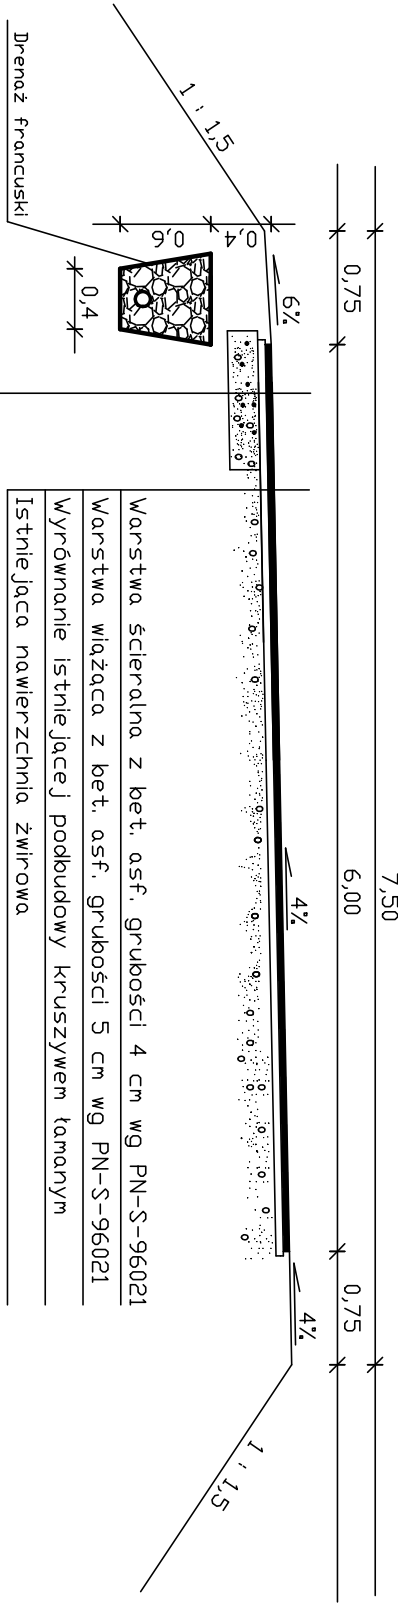 7,50
0,75
6,00
0,75
6%
4%
4%
1 : 1,5
1 : 1,5
0,4
0,6
0,4
Drenaż francuski
Warstwa ścieralna z bet. asf. grubości 4 cm wg PN-S-96021
Warstwa wiążąca z bet. asf. grubości 5 cm wg PN-S-96021
Wyrównanie istniejącej podbudowy kruszywem łamanym
Istniejąca nawierzchnia żwirowa